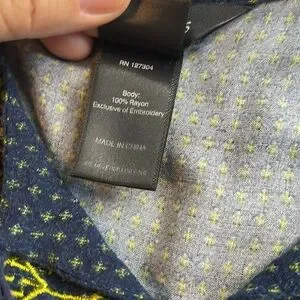 S
RN 127304
Body:
100% Rayon
Exclusive of Embroidery
MADE IN CHINA